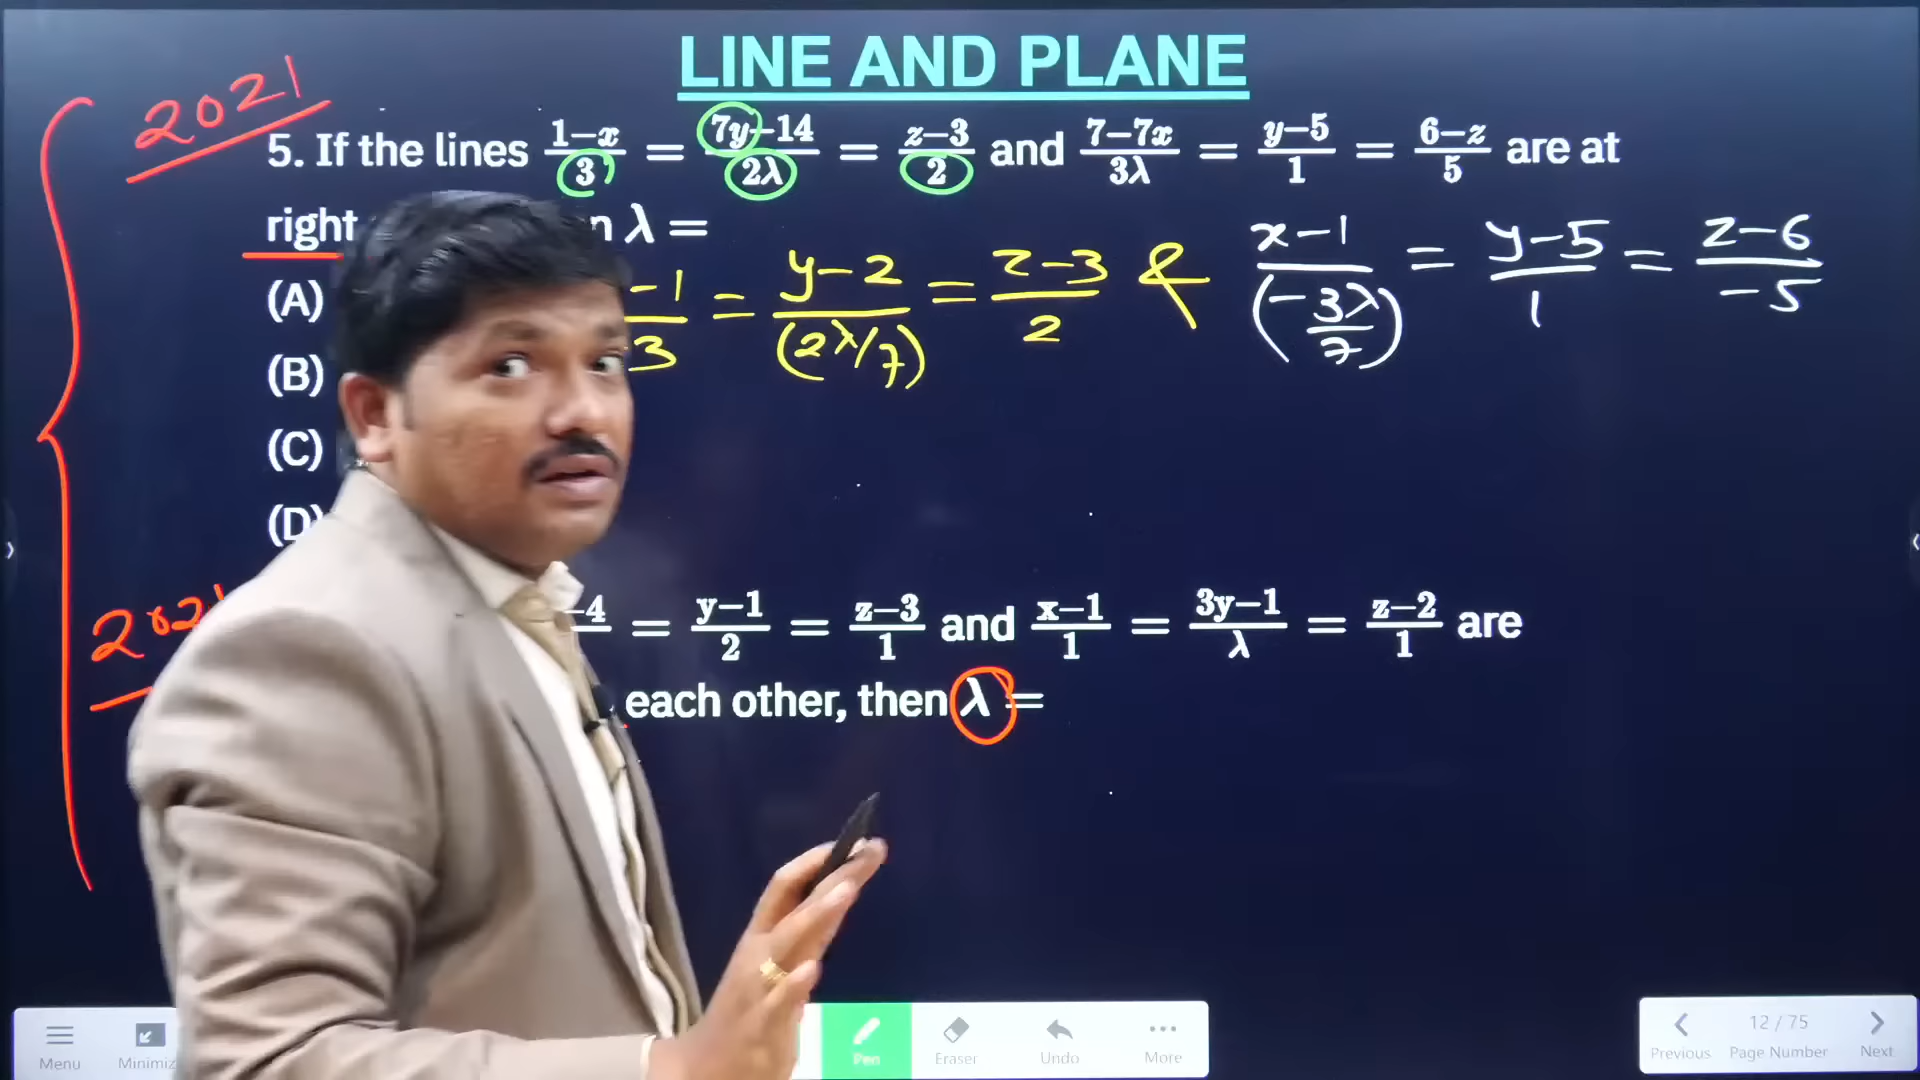 LINE AND PLANE
2021
5. If the lines 1−x/3 = 7y−14/2λ = z−3/2 and 7−7x/3λ = y−5/1 = 6−z/5 are at
right n λ =
(A)
(B)
(C)
(D)
−1/3 = y−2/(2λ/7) = z−3/2 & x−1/(−3λ/7) = y−5/1 = z−6/−5
2021
−4 = y−1/2 = z−3/1 and x−1/1 = 3y−1/λ = z−2/1 are
each other, then λ =
Menu Minimiz Pen Eraser Undo More Previous 12 / 75 Page Number Next